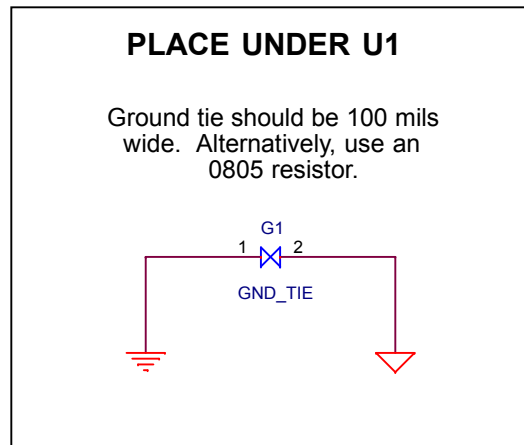 PLACE UNDER U1
Ground tie should be 100 mils
wide. Alternatively, use an
0805 resistor.
G1
1 2
GND_TIE